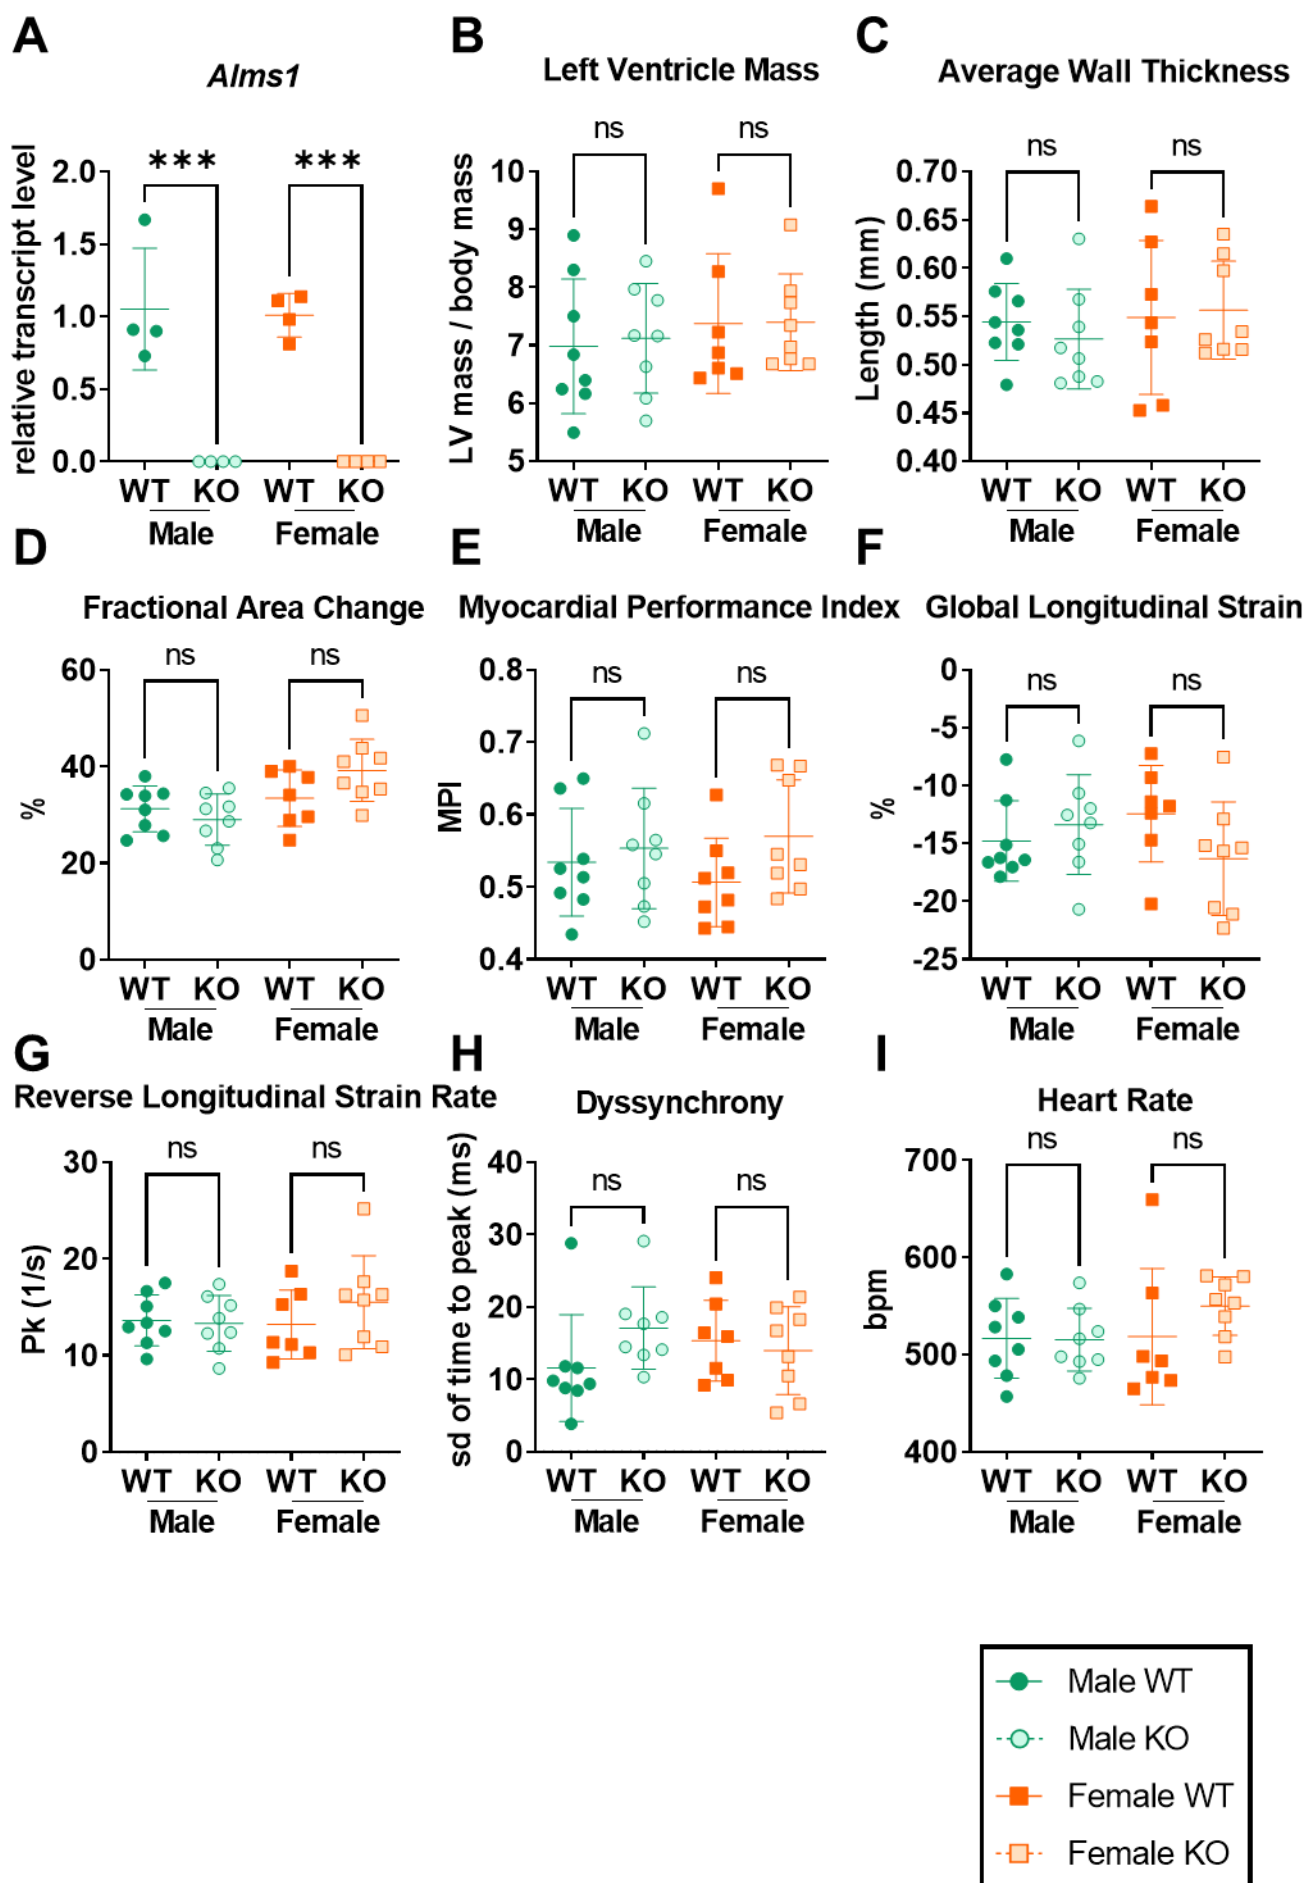 A
Alms1
relative transcript level
2.0
1.5
1.0
0.5
0.0
*** ***
WT KO WT KO
Male Female
B
Left Ventricle Mass
LV mass / body mass
10
9
8
7
6
5
ns ns
WT KO WT KO
Male Female
C
Average Wall Thickness
Length (mm)
0.70
0.65
0.60
0.55
0.50
0.45
0.40
ns ns
WT KO WT KO
Male Female
D
Fractional Area Change
%
60
40
20
0
ns ns
WT KO WT KO
Male Female
E
Myocardial Performance Index
MPI
0.8
0.7
0.6
0.5
0.4
ns ns
WT KO WT KO
Male Female
F
Global Longitudinal Strain
%
0
-5
-10
-15
-20
-25
ns ns
WT KO WT KO
Male Female
G
Reverse Longitudinal Strain Rate
Pk (1/s)
30
20
10
0
ns ns
WT KO WT KO
Male Female
H
Dyssynchrony
sd of time to peak (ms)
40
30
20
10
0
ns ns
WT KO WT KO
Male Female
I
Heart Rate
bpm
700
600
500
400
ns ns
WT KO WT KO
Male Female
Male WT
Male KO
Female WT
Female KO